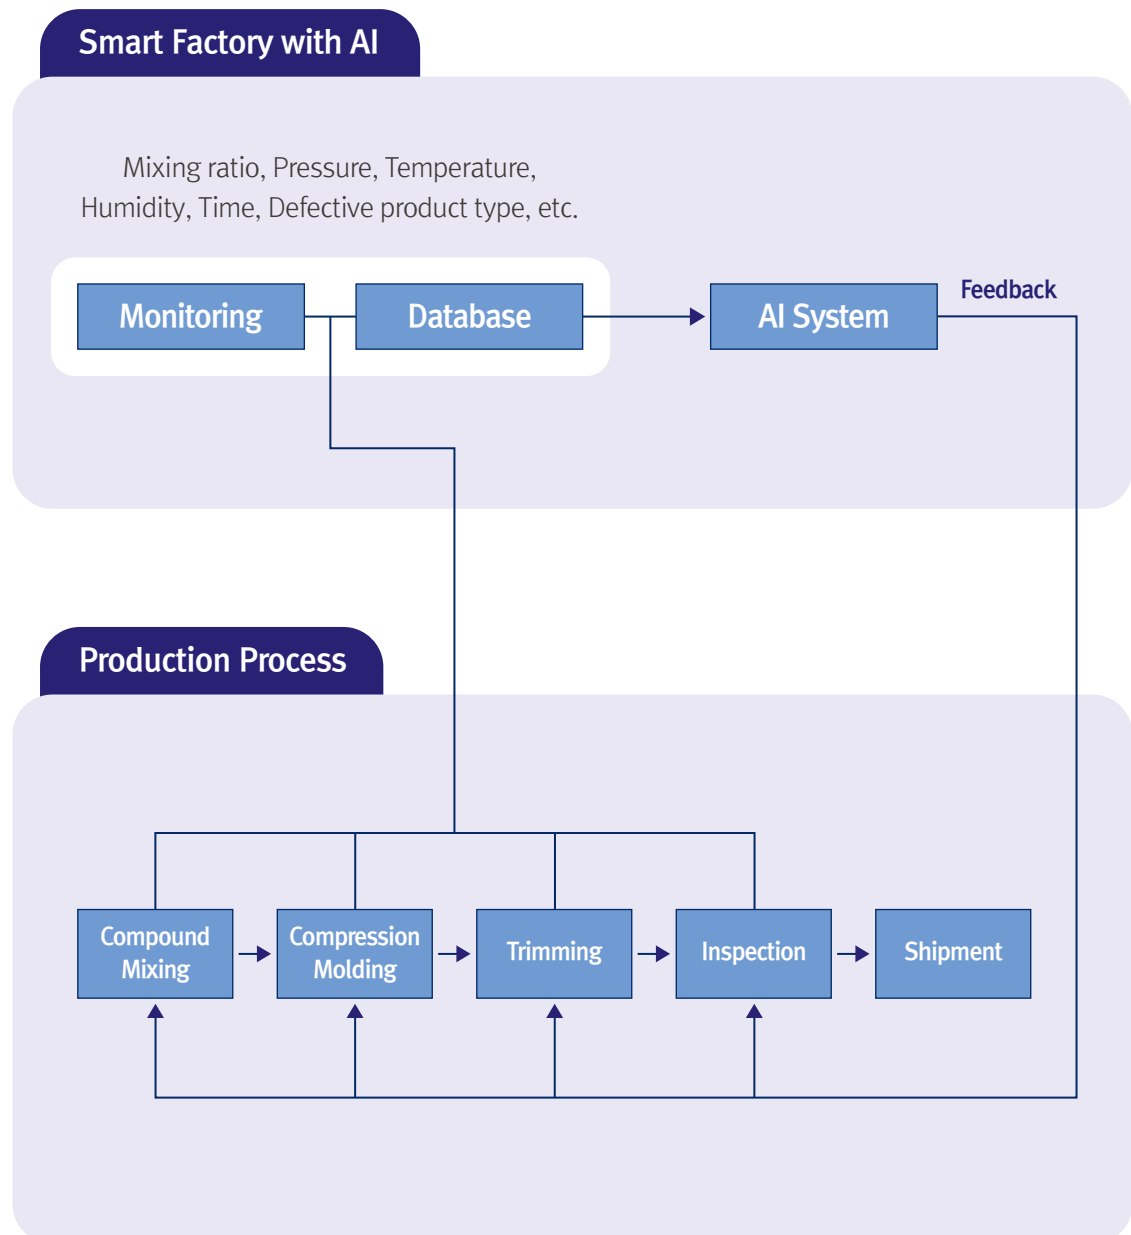 Smart Factory with AI
Mixing ratio, Pressure, Temperature,
Humidity, Time, Defective product type, etc.
Monitoring
Database
AI System
Feedback
Production Process
Compound
Mixing
Compression
Molding
Trimming
Inspection
Shipment